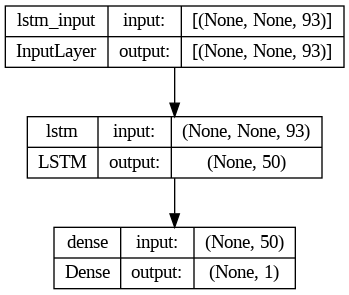 lstm_input input: [(None, None, 93)]
InputLayer output: [(None, None, 93)]
lstm input: (None, None, 93)
LSTM output: (None, 50)
dense input: (None, 50)
Dense output: (None, 1)